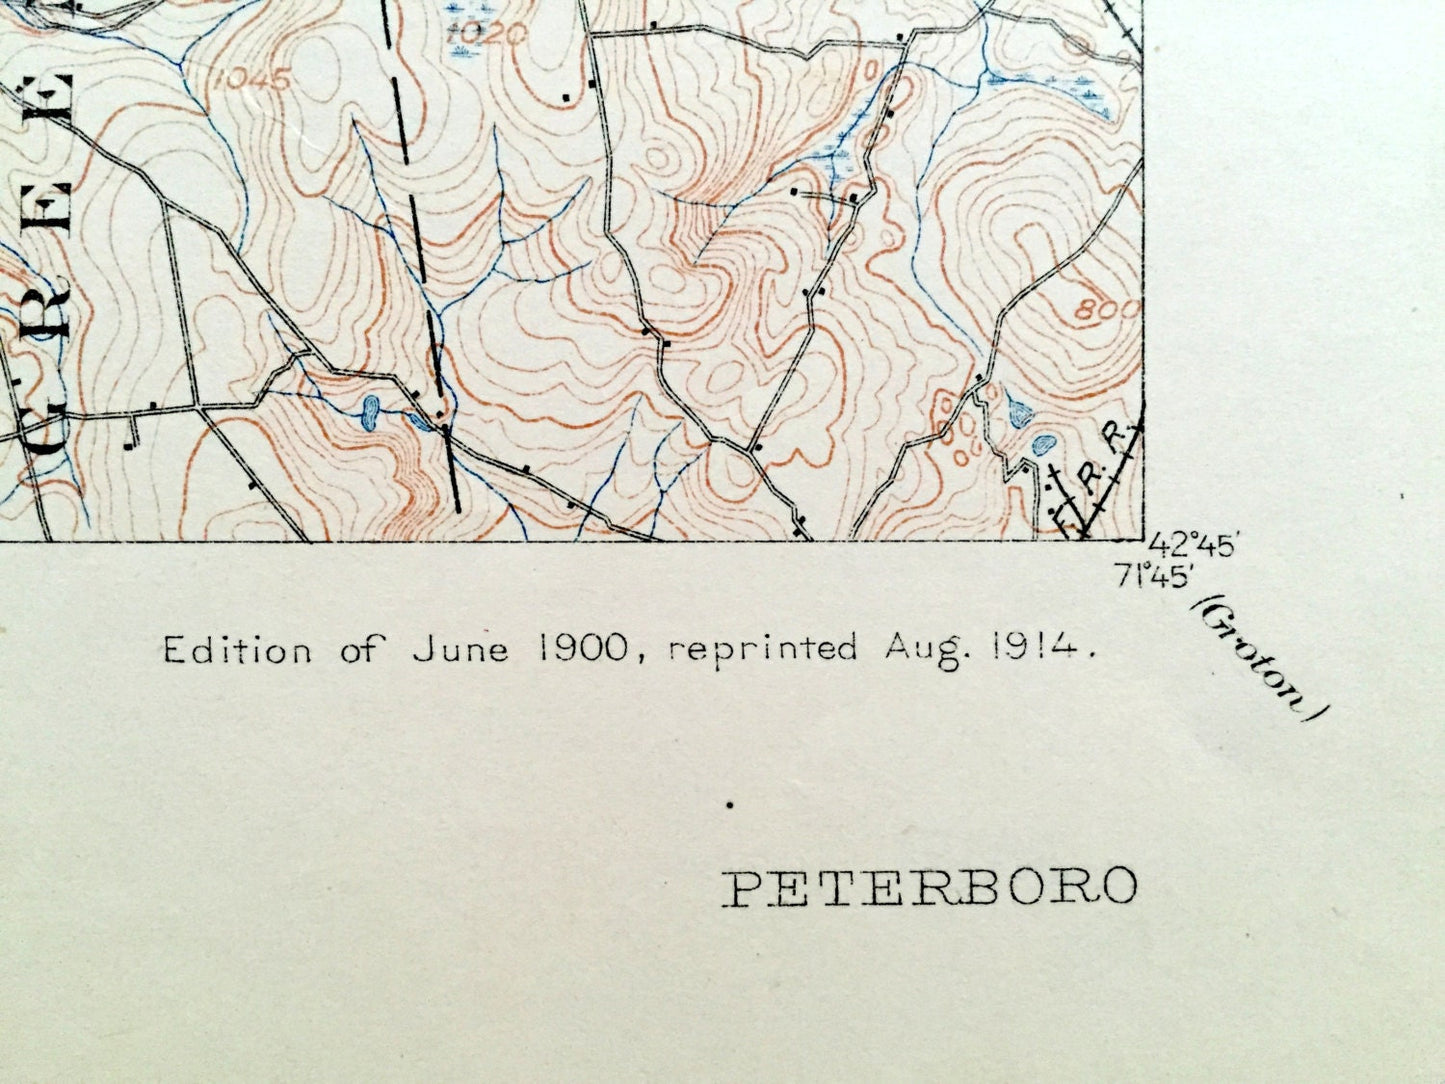 1020
1045
GREE
800
R. R.
42°45'
71°45'
(Groton)
Edition of June 1900, reprinted Aug. 1914.
PETERBORO